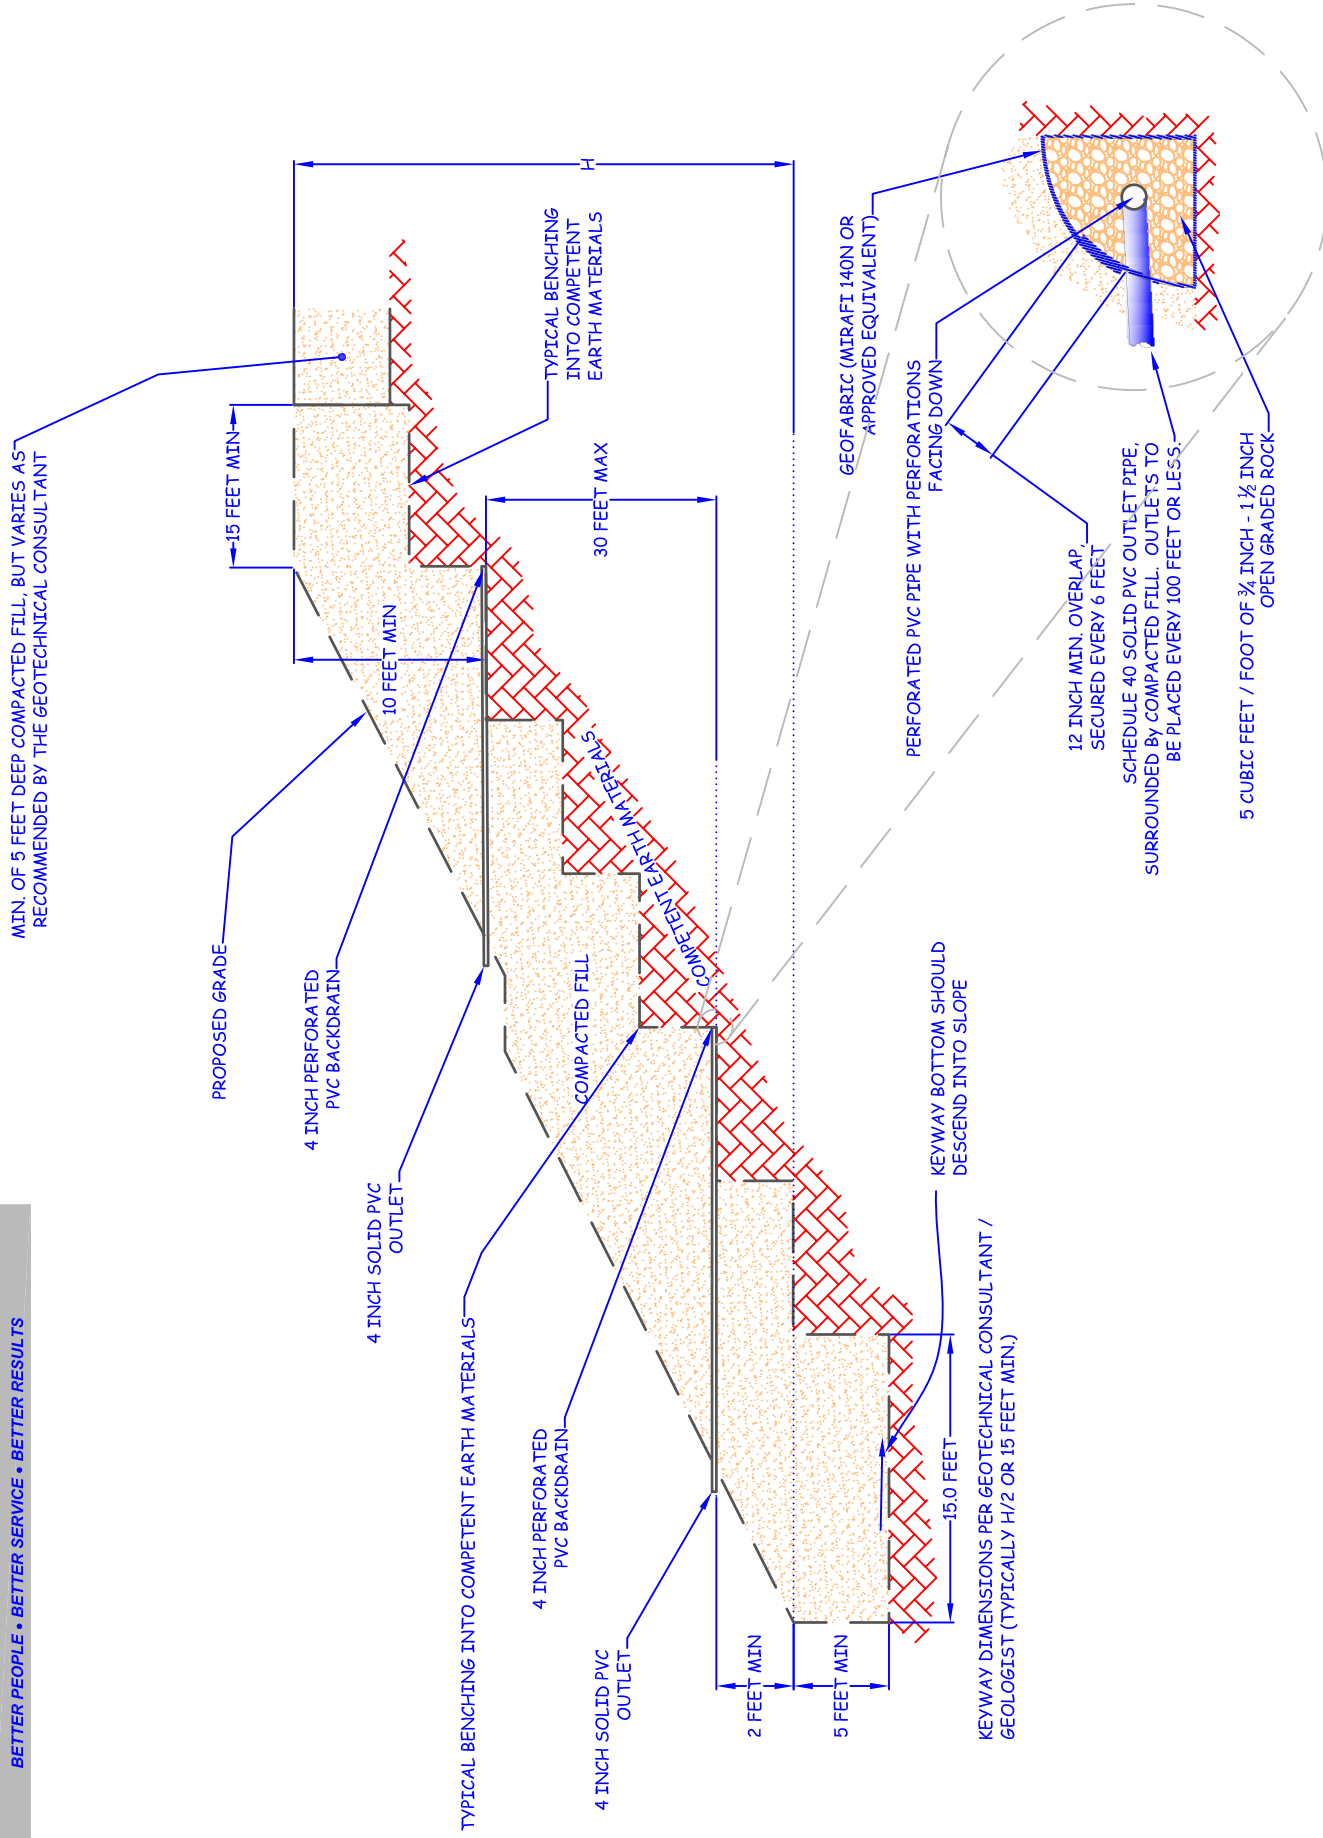 BETTER PEOPLE • BETTER SERVICE • BETTER RESULTS
MIN. OF 5 FEET DEEP COMPACTED FILL, BUT VARIES AS
RECOMMENDED BY THE GEOTECHNICAL CONSULTANT
15 FEET MIN
PROPOSED GRADE
10 FEET MIN
4 INCH PERFORATED
PVC BACKDRAIN
4 INCH SOLID PVC
OUTLET
TYPICAL BENCHING
INTO COMPETENT
EARTH MATERIALS
H
30 FEET MAX
TYPICAL BENCHING INTO COMPETENT EARTH MATERIALS
COMPACTED FILL
COMPETENT EARTH MATERIALS,
4 INCH PERFORATED
PVC BACKDRAIN
4 INCH SOLID PVC
OUTLET
2 FEET MIN
5 FEET MIN
15.0 FEET
KEYWAY BOTTOM SHOULD
DESCEND INTO SLOPE
KEYWAY DIMENSIONS PER GEOTECHNICAL CONSULTANT /
GEOLOGIST (TYPICALLY H/2 OR 15 FEET MIN.)
GEOFABRIC (MIRAFI 140N OR
APPROVED EQUIVALENT)
PERFORATED PVC PIPE WITH PERFORATIONS
FACING DOWN
12 INCH MIN. OVERLAP,
SECURED EVERY 6 FEET
SCHEDULE 40 SOLID PVC OUTLET PIPE,
SURROUNDED By COMPACTED FILL. OUTLETS TO
BE PLACED EVERY 100 FEET OR LESS.
5 CUBIC FEET / FOOT OF ¾ INCH - 1 ½ INCH
OPEN GRADED ROCK